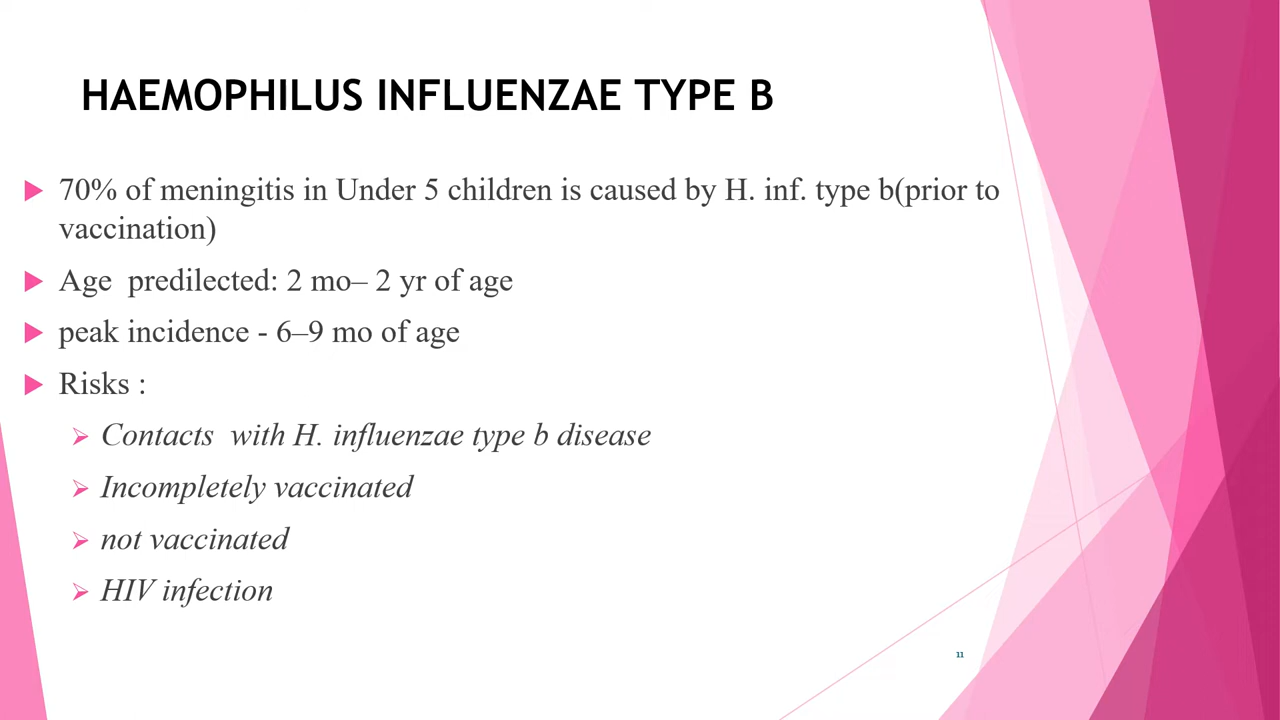 HAEMOPHILUS INFLUENZAE TYPE B
70% of meningitis in Under 5 children is caused by H. inf. type b(prior to
vaccination)
Age predilected: 2 mo– 2 yr of age
peak incidence - 6–9 mo of age
Risks :
Contacts with H. influenzae type b disease
Incompletely vaccinated
not vaccinated
HIV infection
11